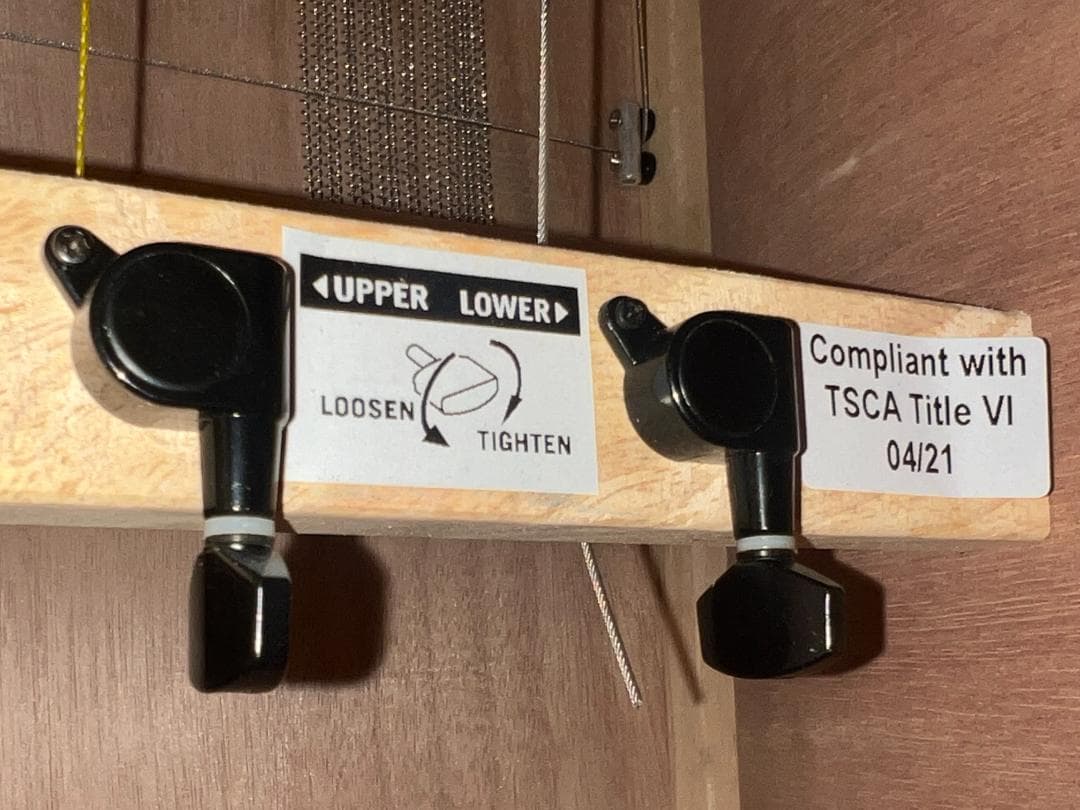 ◀UPPER LOWER▶
LOOSEN
TIGHTEN
Compliant with
TSCA Title VI
04/21